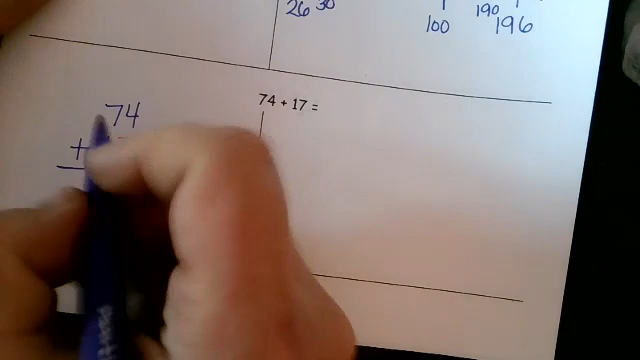 26 30
100 190 196
74 + 17 =
74
+